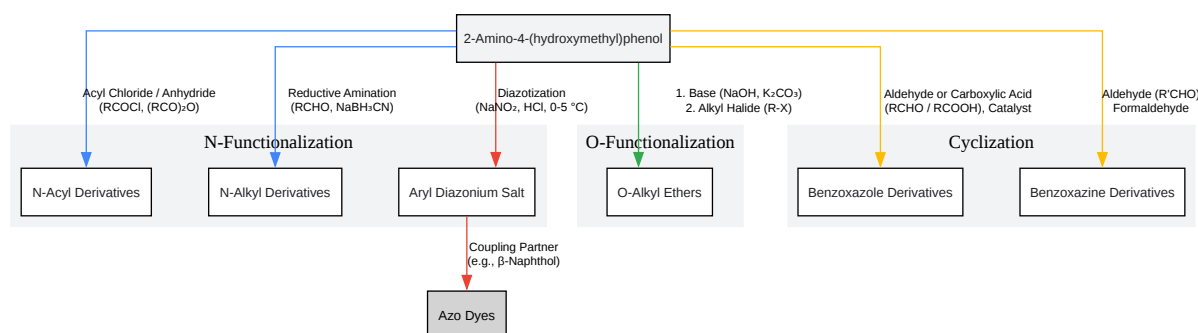 2-Amino-4-(hydroxymethyl)phenol
Acyl Chloride / Anhydride
(RCOCl, (RCO)₂O)
Reductive Amination
(RCHO, NaBH₃CN)
Diazotization
(NaNO₂, HCl, 0-5 °C)
1. Base (NaOH, K₂CO₃)
2. Alkyl Halide (R-X)
Aldehyde or Carboxylic Acid
(RCHO / RCOOH), Catalyst
Aldehyde (R'CHO)
Formaldehyde
N-Functionalization
O-Functionalization
Cyclization
N-Acyl Derivatives
N-Alkyl Derivatives
Aryl Diazonium Salt
O-Alkyl Ethers
Benzoxazole Derivatives
Benzoxazine Derivatives
Coupling Partner
(e.g., β-Naphthol)
Azo Dyes